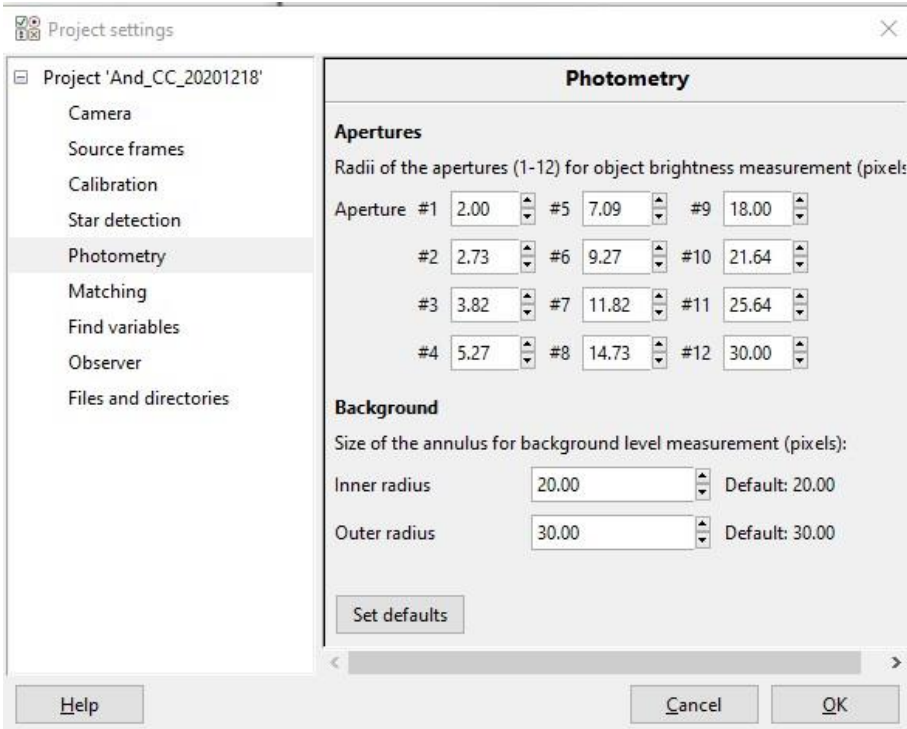 Project settings
Project 'And_CC_20201218'
Camera
Source frames
Calibration
Star detection
Photometry
Matching
Find variables
Observer
Files and directories
Photometry
Apertures
Radii of the apertures (1-12) for object brightness measurement (pixels
Aperture #1 2.00 #5 7.09 #9 18.00
#2 2.73 #6 9.27 #10 21.64
#3 3.82 #7 11.82 #11 25.64
#4 5.27 #8 14.73 #12 30.00
Background
Size of the annulus for background level measurement (pixels):
Inner radius 20.00 Default: 20.00
Outer radius 30.00 Default: 30.00
Set defaults
Help Cancel OK